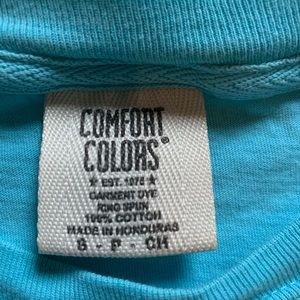 COMFORT
COLORS®
★ EST. 1975 ★
GARMENT DYE
RING SPUN
100% COTTON
MADE IN HONDURAS
S - P - CH